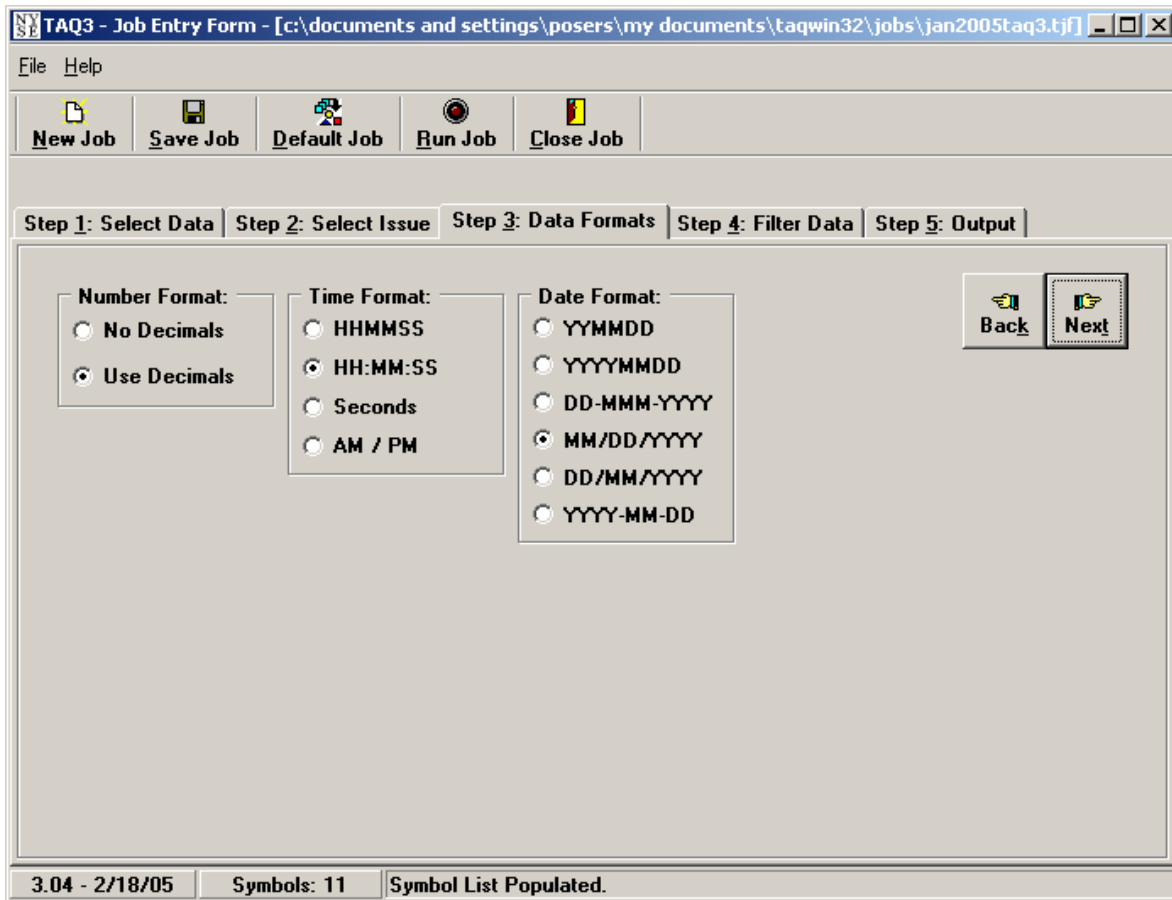 NYSE TAQ3 - Job Entry Form - [c:\documents and settings\posers\my documents\taqwin32\jobs\jan2005taq3.tjf]
File Help
New Job Save Job Default Job Run Job Close Job
Step 1: Select Data Step 2: Select Issue Step 3: Data Formats Step 4: Filter Data Step 5: Output
Number Format:
No Decimals
Use Decimals
Time Format:
HHMMSS
HH:MM:SS
Seconds
AM / PM
Date Format:
YYMMDD
YYYYMMDD
DD-MMM-YYYY
MM/DD/YYYY
DD/MM/YYYY
YYYY-MM-DD
Back Next
3.04 - 2/18/05 Symbols: 11 Symbol List Populated.